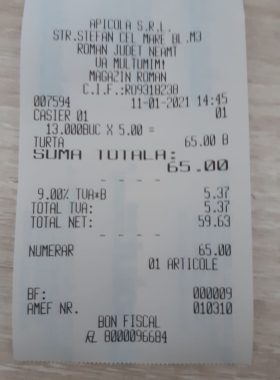 APICOLA S.R.L.
STR.STEFAN CEL MARE BL.M3
ROMAN JUDET NEAMT
VA MULTUMIM!
MAGAZIN ROMAN
C.I.F.:RO9318238
007594 11-01-2021 14:45
CASIER 01 01
13.000BUC X 5.00 =
TURTA 65.00 B
SUMA TOTALA:
65.00
9.00% TVA*B 5.37
TOTAL TVA: 5.37
TOTAL NET: 59.63
NUMERAR 65.00
01 ARTICOLE
BF: 000009
AMEF NR. 010310
BON FISCAL
8000096684